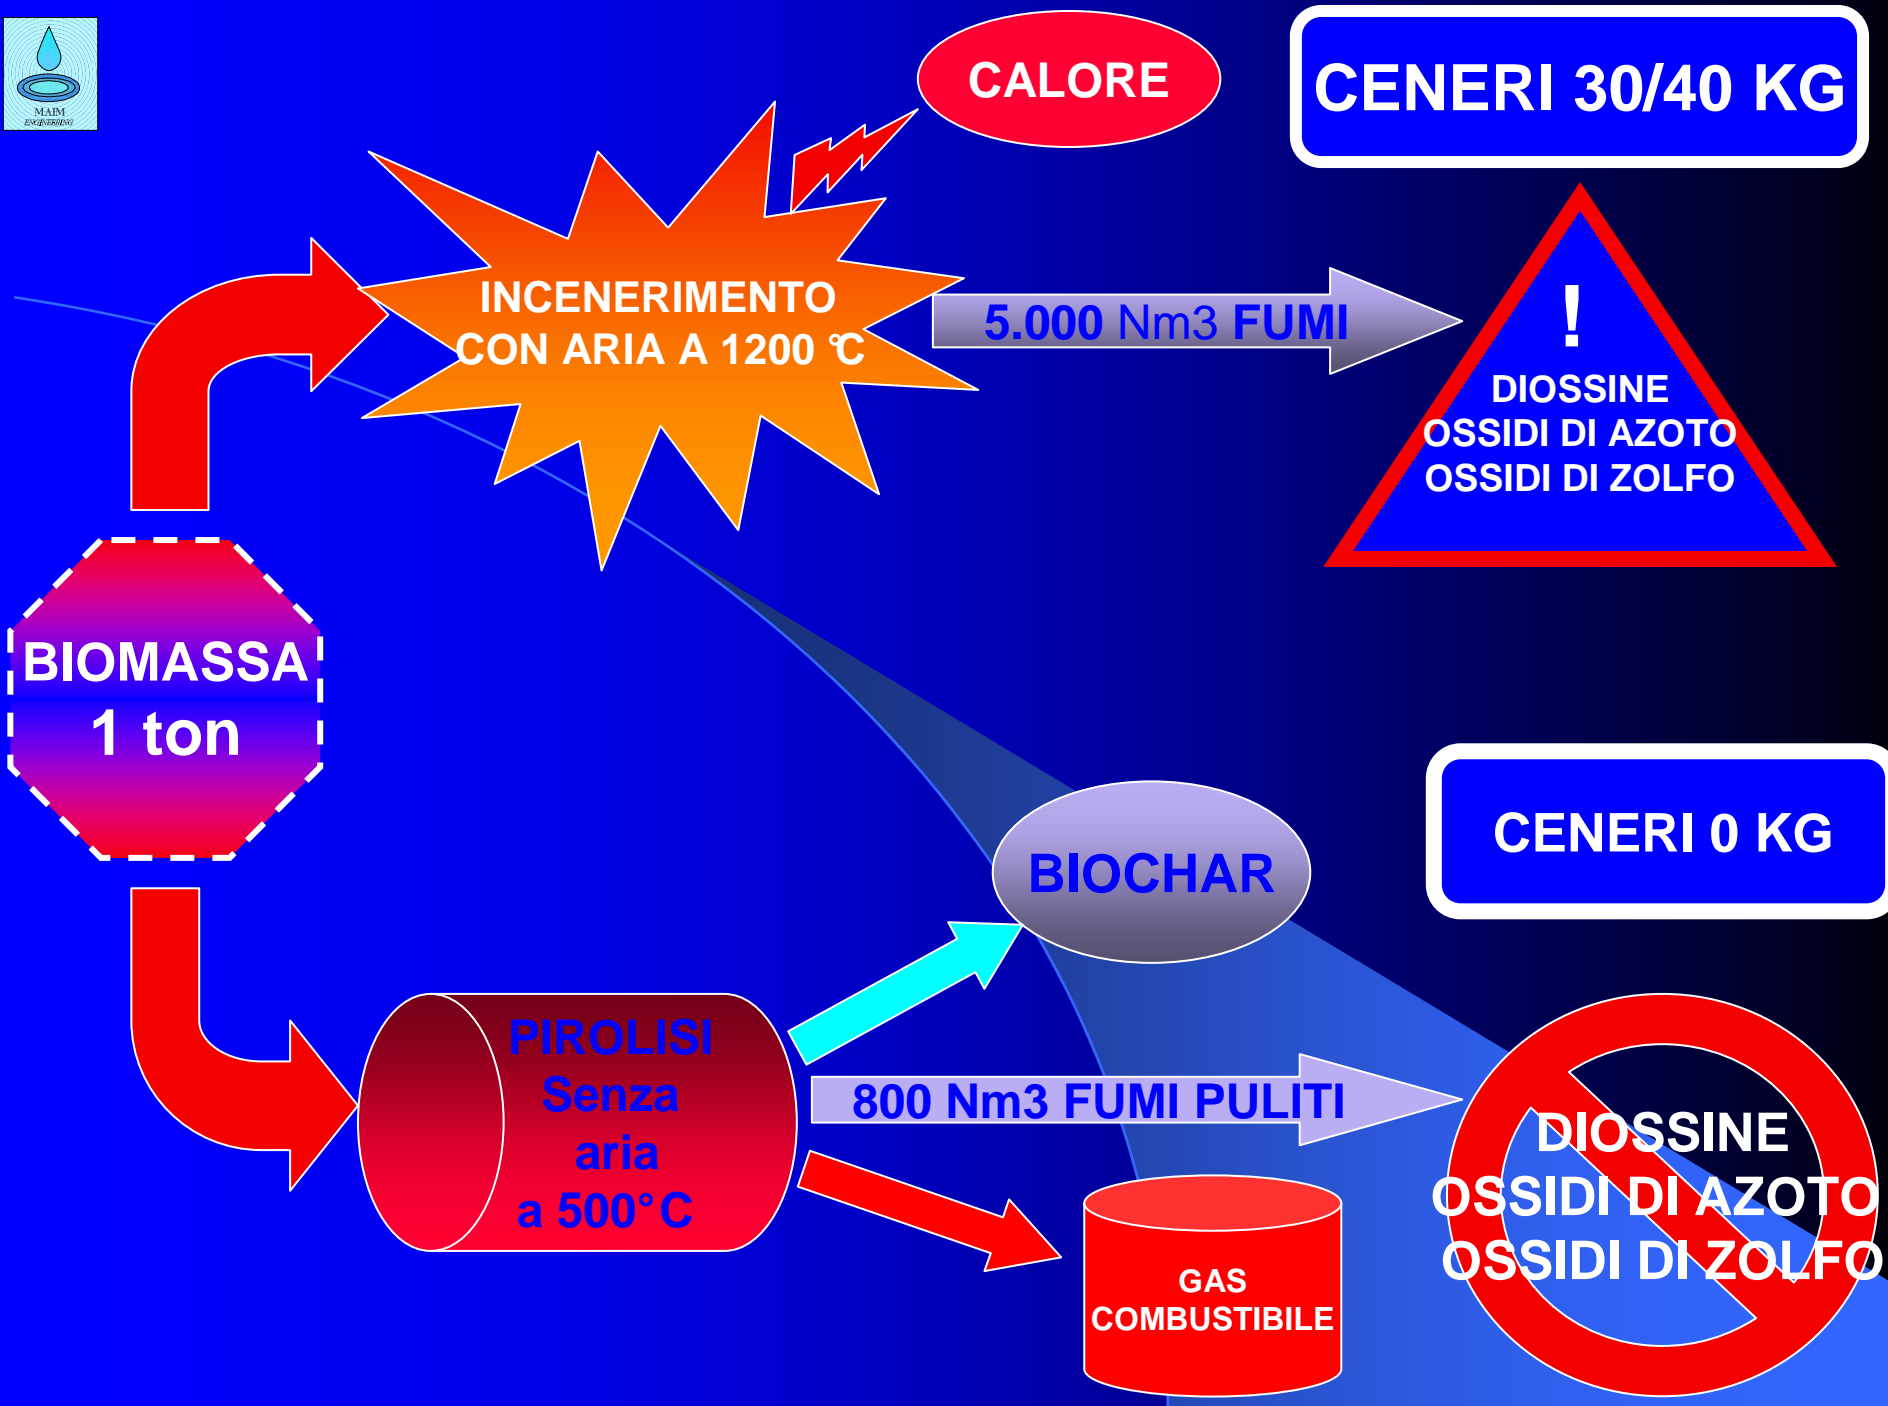 MAIM
ENGINEERING
CALORE
CENERI 30/40 KG
INCENERIMENTO
CON ARIA A 1200 °C
5.000 Nm3 FUMI
!
DIOSSINE
OSSIDI DI AZOTO
OSSIDI DI ZOLFO
BIOMASSA
1 ton
BIOCHAR
CENERI 0 KG
PIROLISI
Senza
aria
a 500°C
800 Nm3 FUMI PULITI
DIOSSINE
OSSIDI DI AZOTO
OSSIDI DI ZOLFO
GAS
COMBUSTIBILE